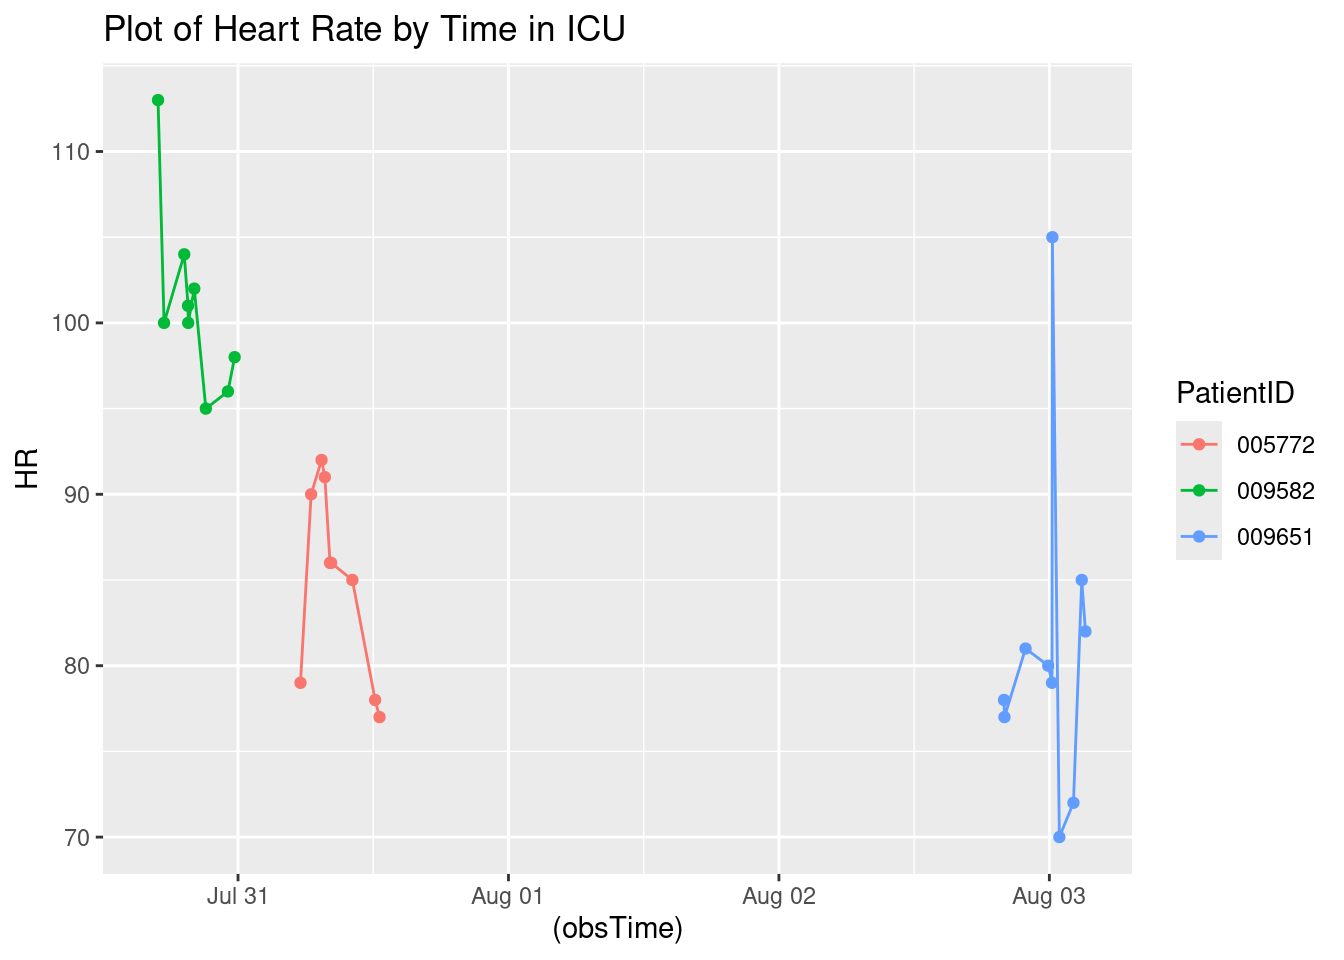 Plot of Heart Rate by Time in ICU
110
100
90
80
70
HR
Jul 31
Aug 01
Aug 02
Aug 03
(obsTime)
PatientID
005772
009582
009651